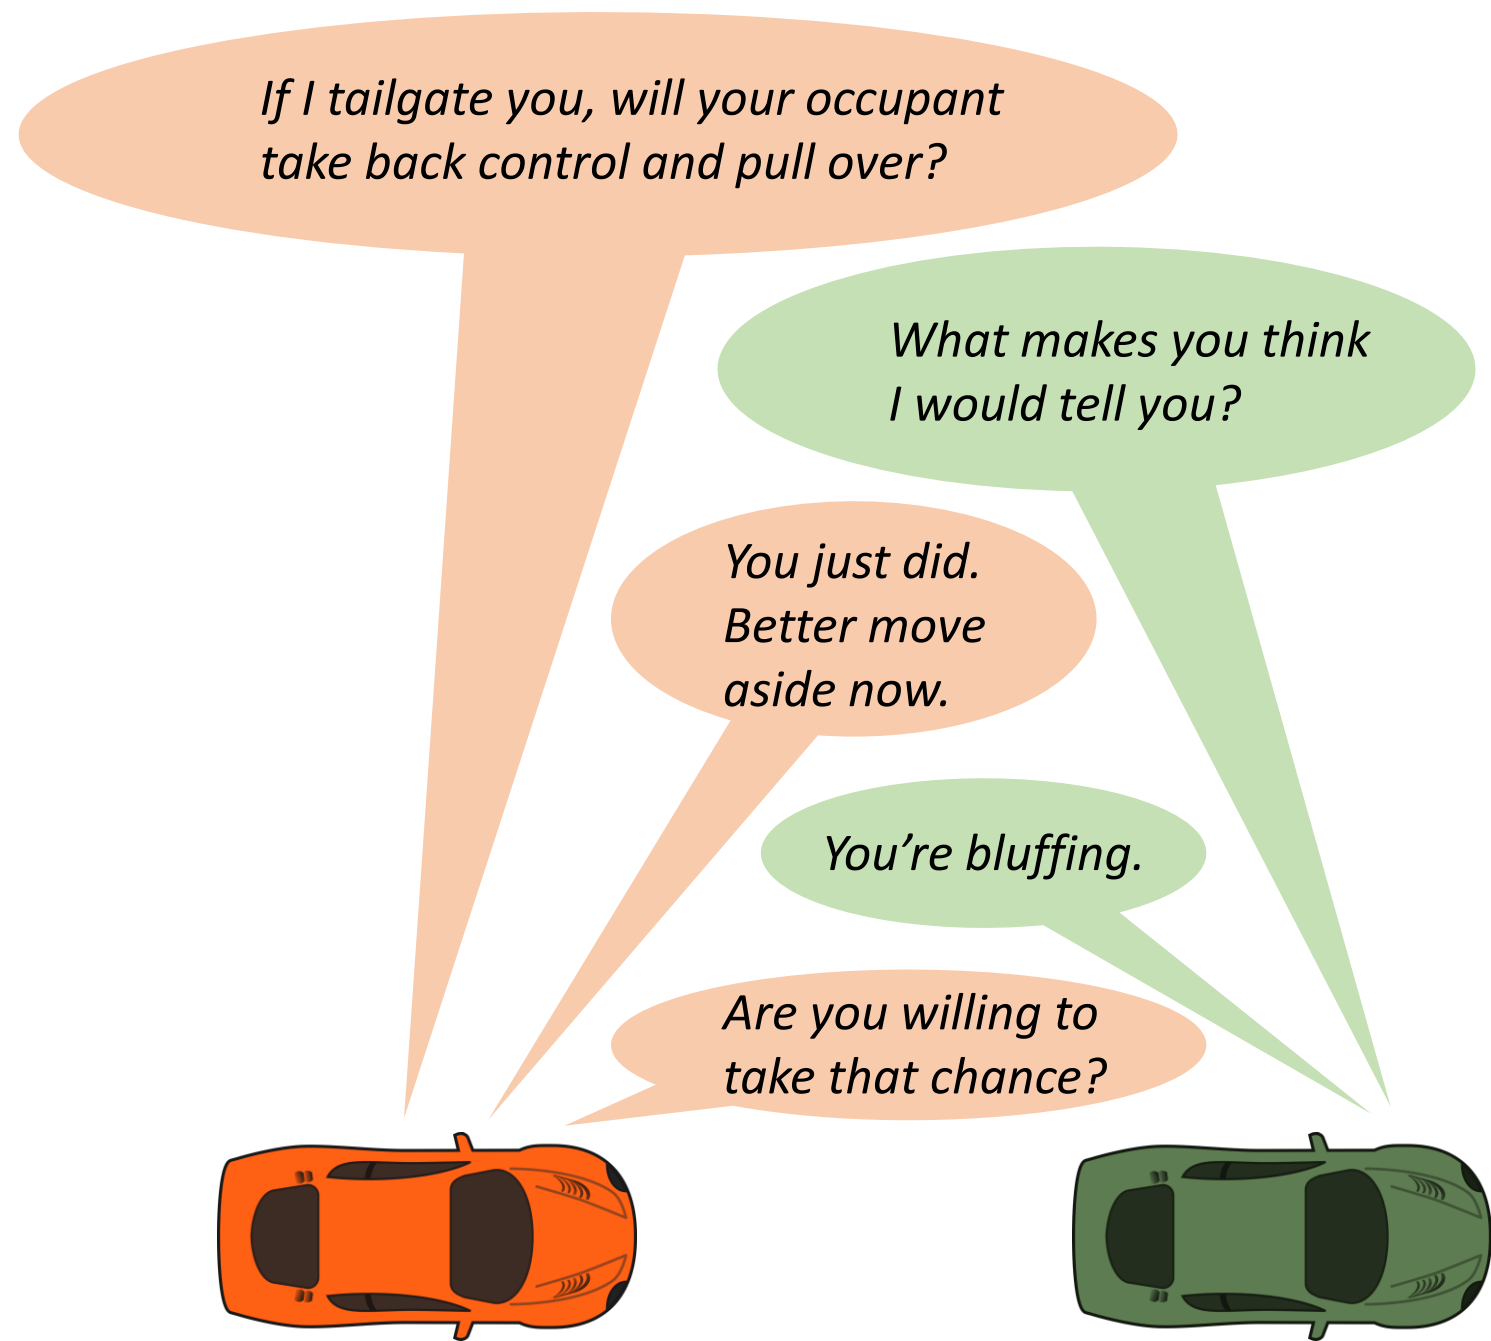 If I tailgate you, will your occupant
take back control and pull over?
What makes you think
I would tell you?
You just did.
Better move
aside now.
You’re bluffing.
Are you willing to
take that chance?